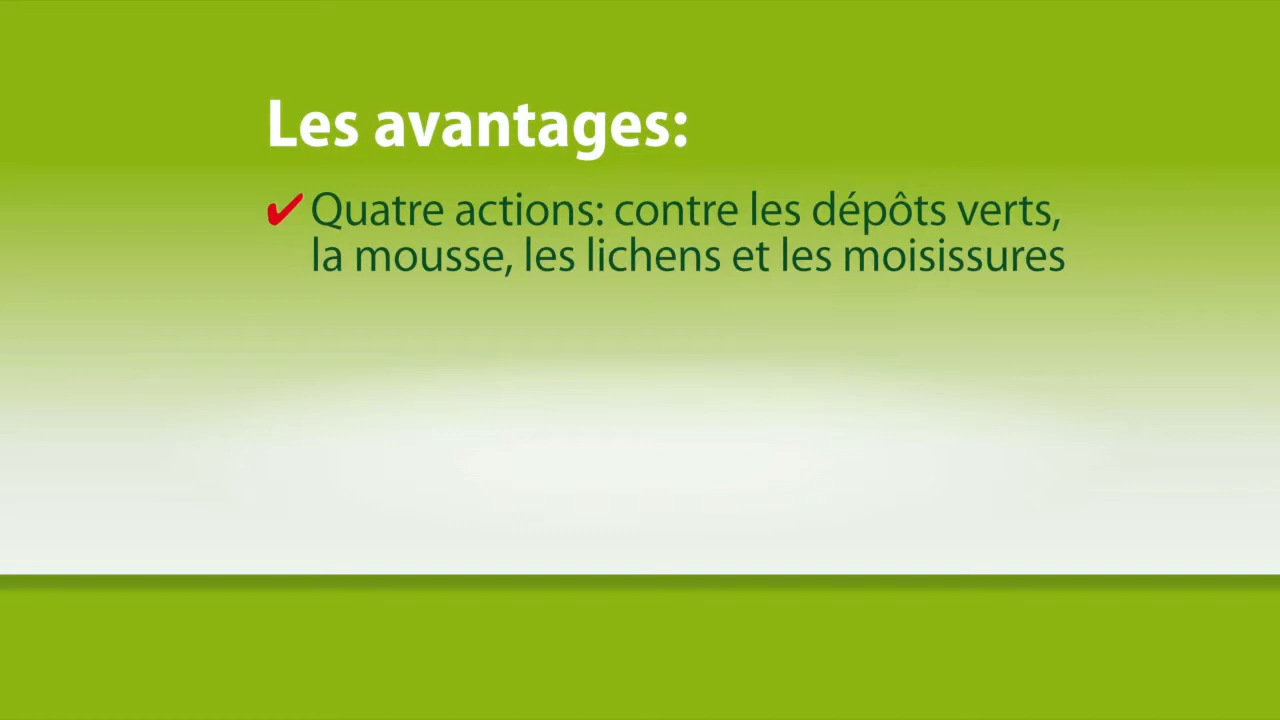 Les avantages:
✔ Quatre actions: contre les dépôts verts,
la mousse, les lichens et les moisissures